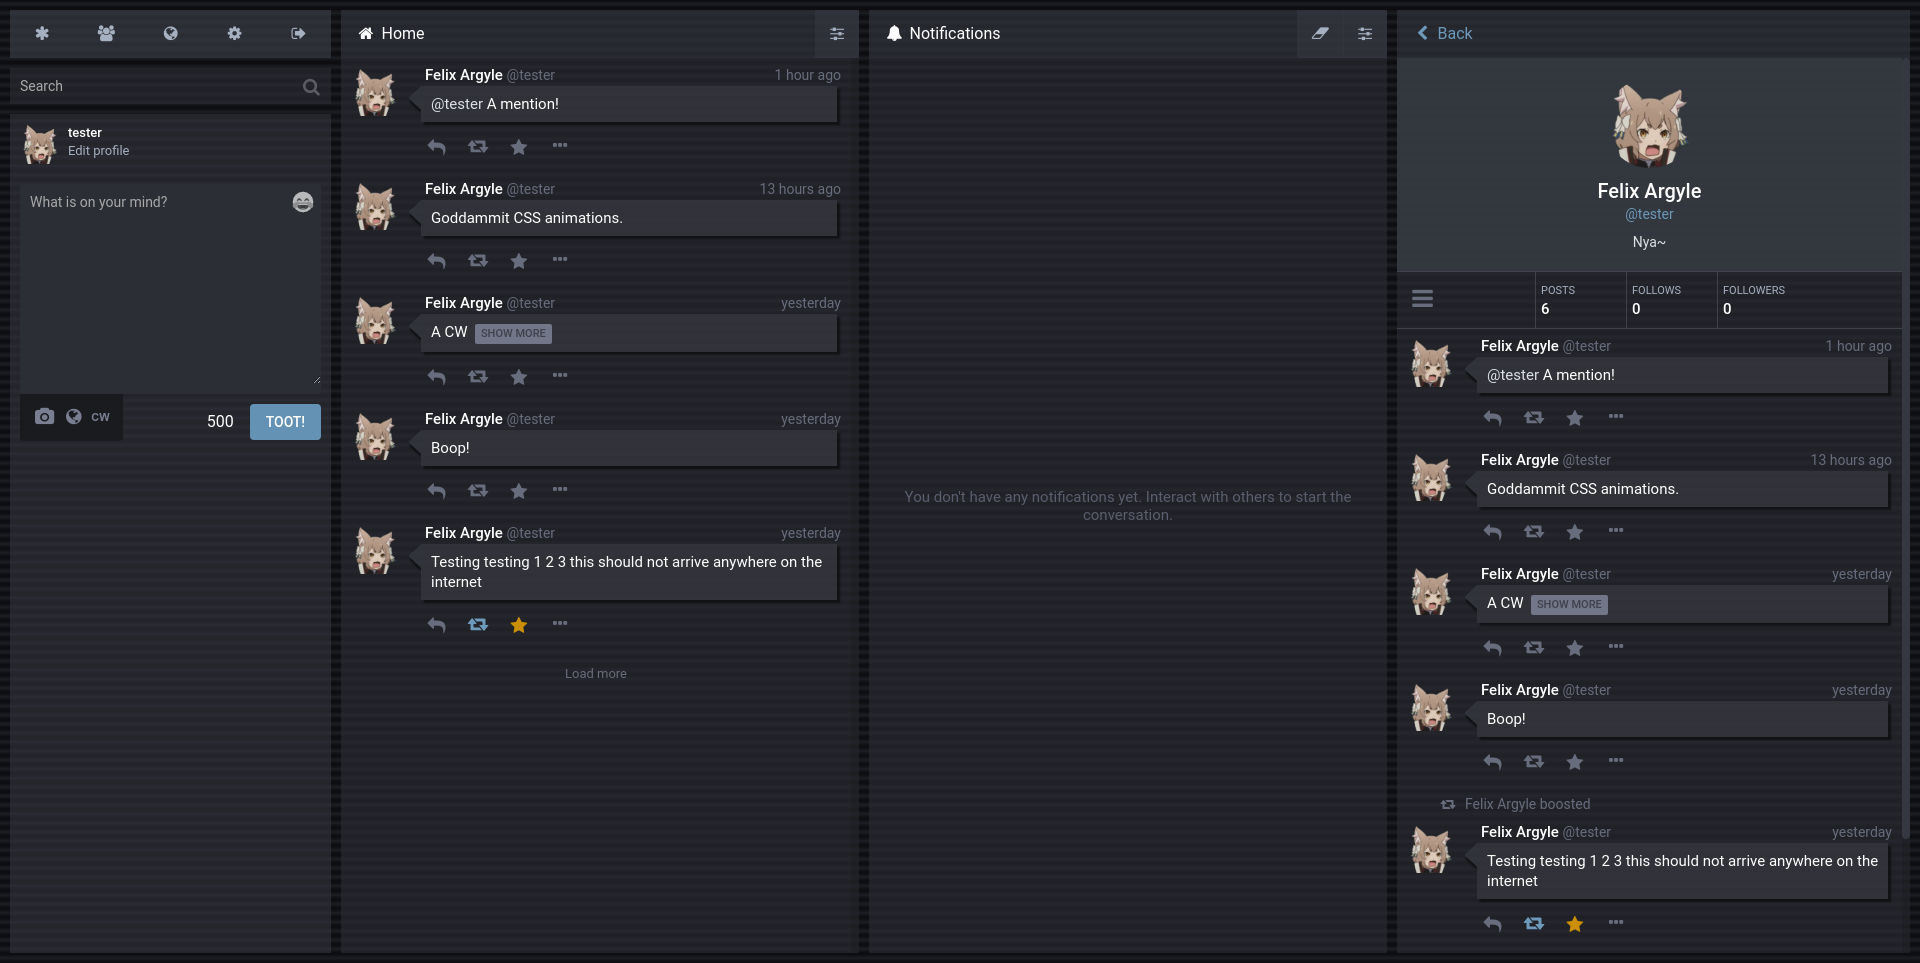 Search
tester
Edit profile
What is on your mind?
CW
500
TOOT!
Home
Felix Argyle @tester 1 hour ago
@tester A mention!
Felix Argyle @tester 13 hours ago
Goddammit CSS animations.
Felix Argyle @tester yesterday
A CW SHOW MORE
Felix Argyle @tester yesterday
Boop!
Felix Argyle @tester yesterday
Testing testing 1 2 3 this should not arrive anywhere on the
internet
Load more
Notifications
You don't have any notifications yet. Interact with others to start the
conversation.
Back
Felix Argyle
@tester
Nya~
POSTS FOLLOWS FOLLOWERS
6 0 0
Felix Argyle @tester 1 hour ago
@tester A mention!
Felix Argyle @tester 13 hours ago
Goddammit CSS animations.
Felix Argyle @tester yesterday
A CW SHOW MORE
Felix Argyle @tester yesterday
Boop!
Felix Argyle boosted
Felix Argyle @tester yesterday
Testing testing 1 2 3 this should not arrive anywhere on the
internet